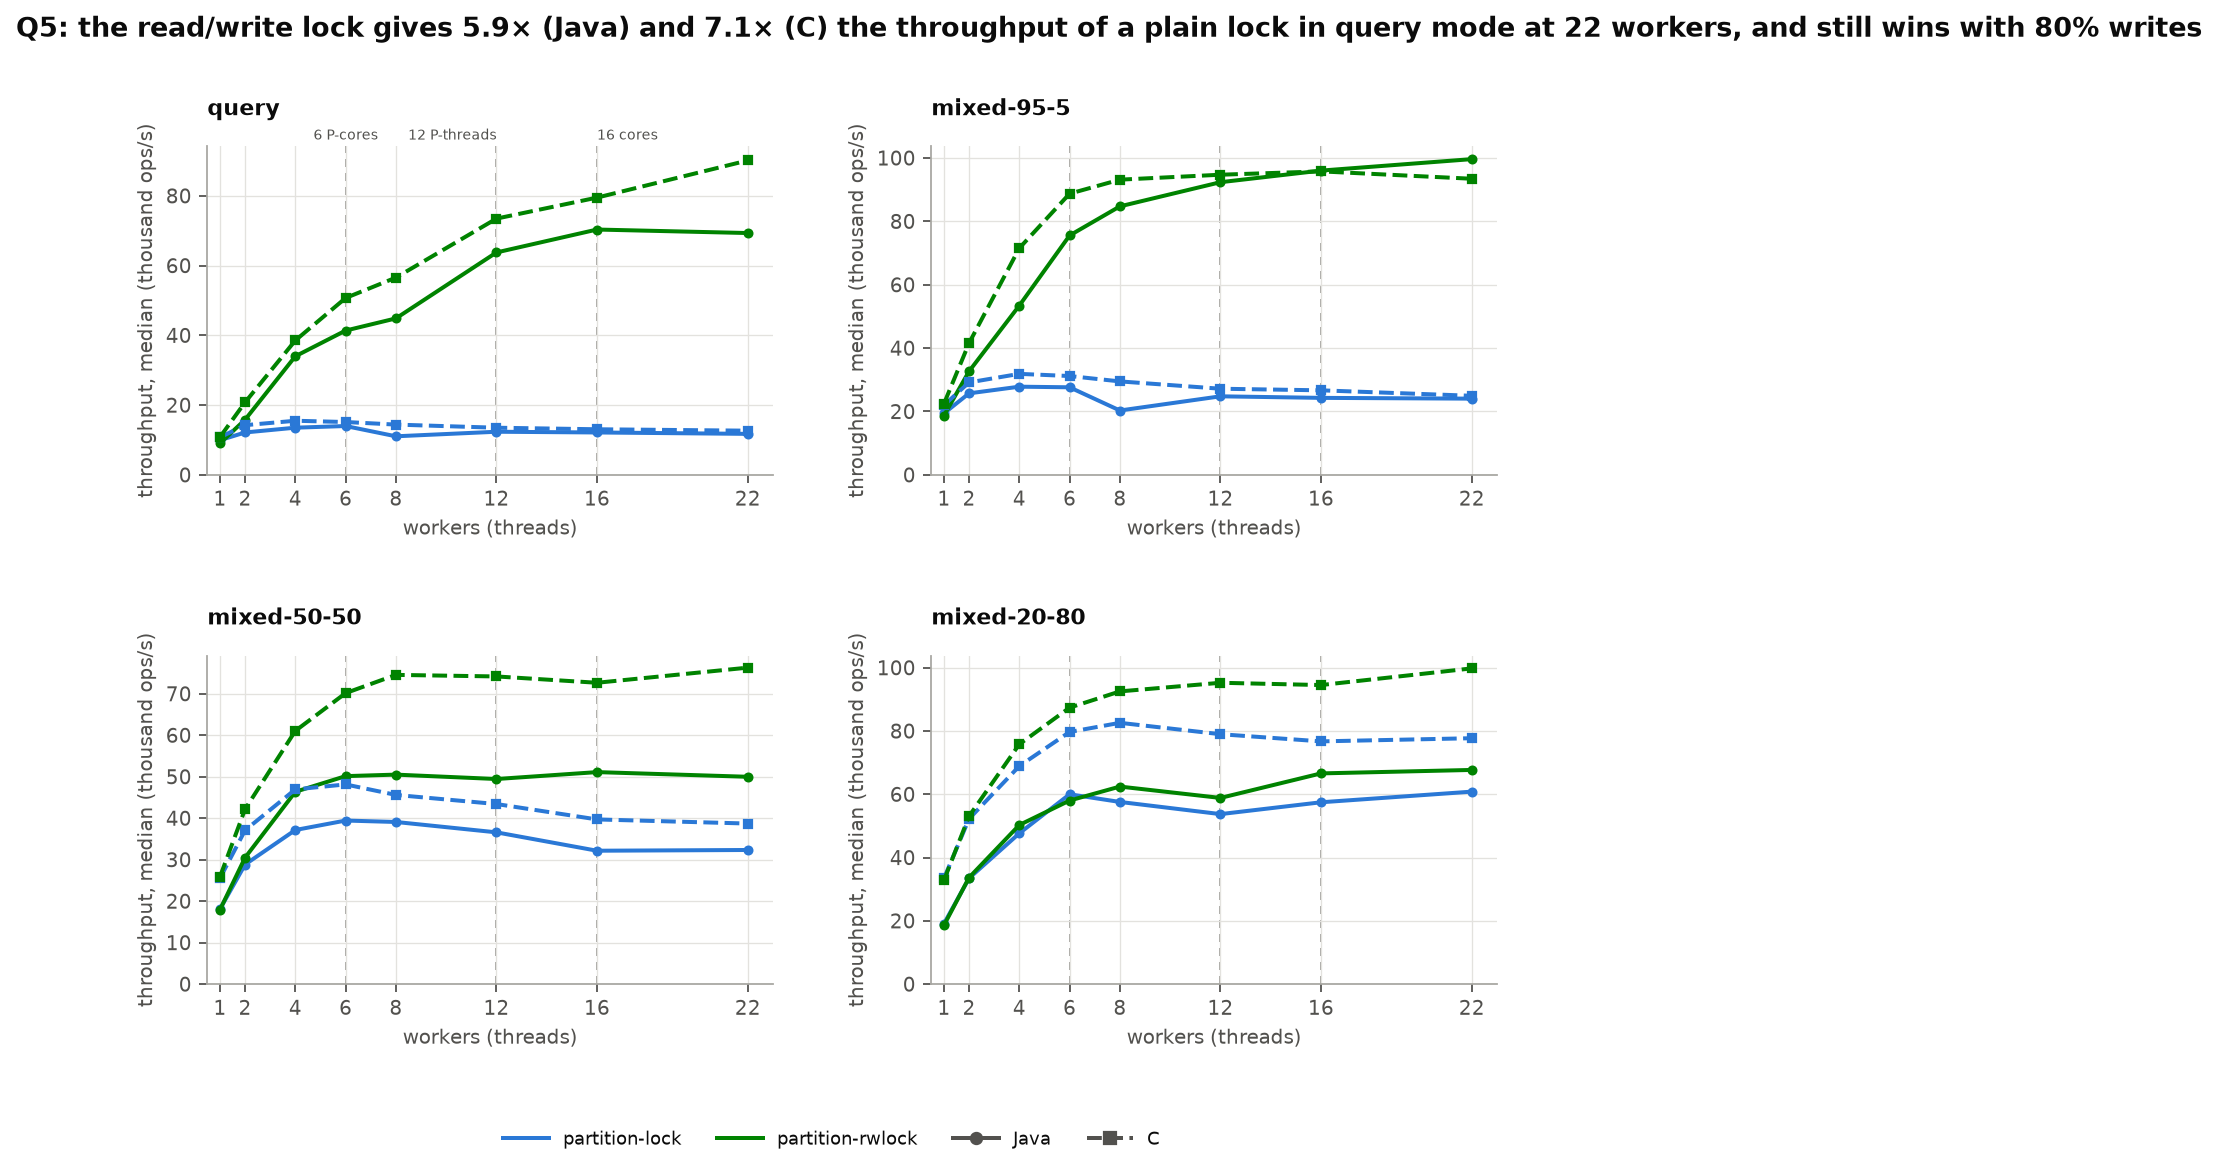 Q5: the read/write lock gives 5.9× (Java) and 7.1× (C) the throughput of a plain lock in query mode at 22 workers, and still wins with 80% writes
query
6 P-cores 12 P-threads 16 cores
throughput, median (thousand ops/s)
80
60
40
20
0
1 2 4 6 8 12 16 22
workers (threads)
mixed-95-5
throughput, median (thousand ops/s)
100
80
60
40
20
0
1 2 4 6 8 12 16 22
workers (threads)
mixed-50-50
throughput, median (thousand ops/s)
70
60
50
40
30
20
10
0
1 2 4 6 8 12 16 22
workers (threads)
mixed-20-80
throughput, median (thousand ops/s)
100
80
60
40
20
0
1 2 4 6 8 12 16 22
workers (threads)
partition-lock partition-rwlock Java C